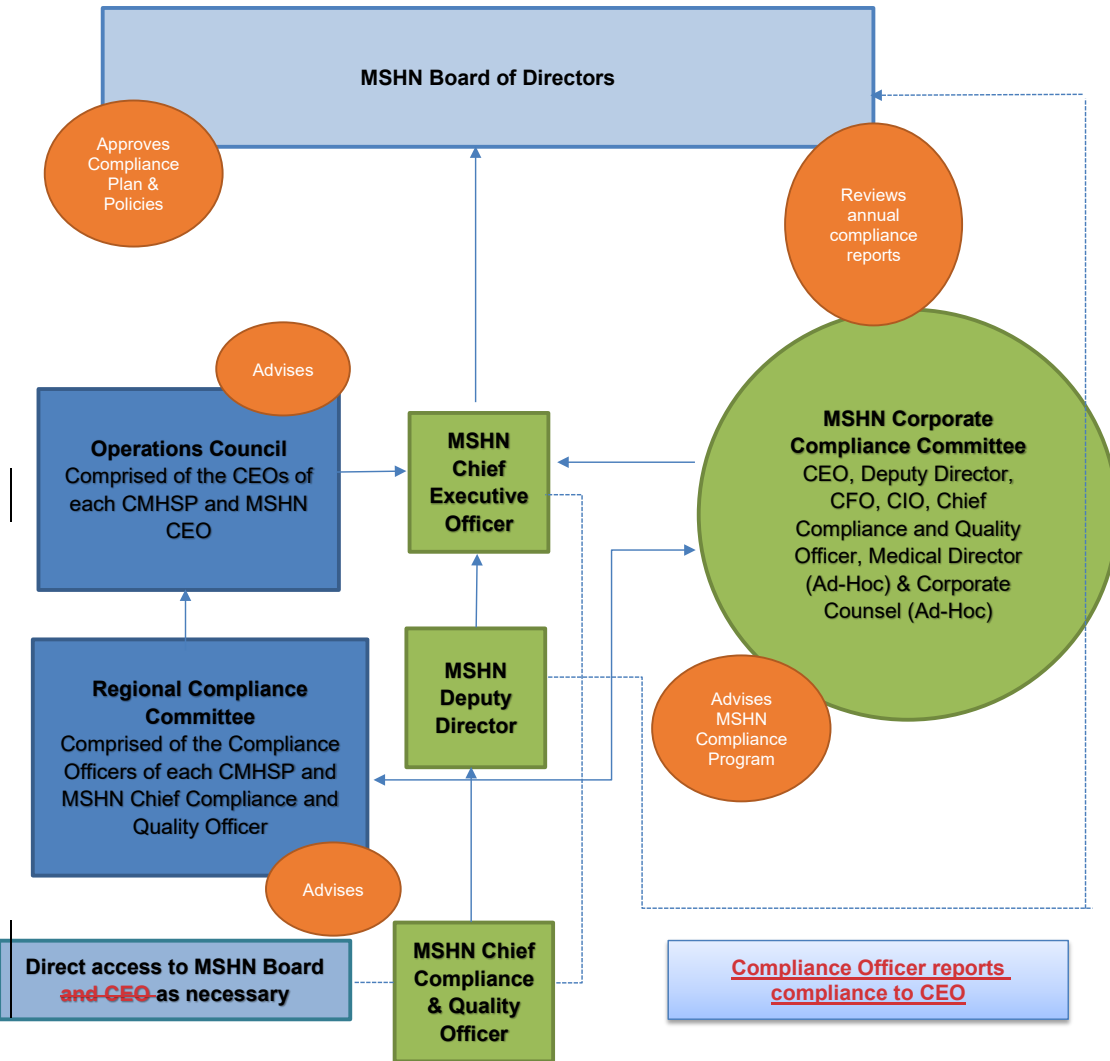 MSHN Board of Directors
Approves
Compliance
Plan &
Policies
Reviews
annual
compliance
reports
Advises
Operations Council
Comprised of the CEOs of
each CMHSP and MSHN
CEO
MSHN
Chief
Executive
Officer
MSHN Corporate
Compliance Committee
CEO, Deputy Director,
CFO, CIO, Chief
Compliance and Quality
Officer, Medical Director
(Ad-Hoc) & Corporate
Counsel (Ad-Hoc)
Regional Compliance
Committee
Comprised of the Compliance
Officers of each CMHSP and
MSHN Chief Compliance and
Quality Officer
MSHN
Deputy
Director
Advises
MSHN
Compliance
Program
Advises
Direct access to MSHN Board
and CEO as necessary
MSHN Chief
Compliance
& Quality
Officer
Compliance Officer reports
compliance to CEO